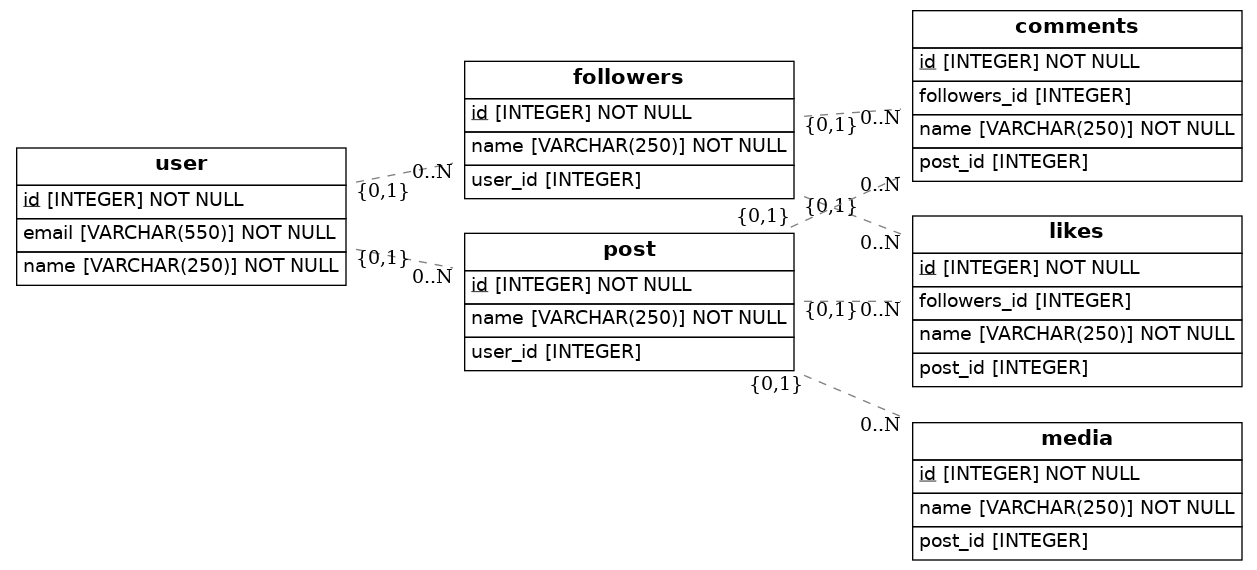 user
id [INTEGER] NOT NULL
email [VARCHAR(550)] NOT NULL
name [VARCHAR(250)] NOT NULL
{0,1}
0..N
{0,1}
0..N
followers
id [INTEGER] NOT NULL
name [VARCHAR(250)] NOT NULL
user_id [INTEGER]
{0,1}
0..N
{0,1}
0..N
post
id [INTEGER] NOT NULL
name [VARCHAR(250)] NOT NULL
user_id [INTEGER]
{0,1}
0..N
{0,1}
0..N
{0,1}
0..N
comments
id [INTEGER] NOT NULL
followers_id [INTEGER]
name [VARCHAR(250)] NOT NULL
post_id [INTEGER]
likes
id [INTEGER] NOT NULL
followers_id [INTEGER]
name [VARCHAR(250)] NOT NULL
post_id [INTEGER]
media
id [INTEGER] NOT NULL
name [VARCHAR(250)] NOT NULL
post_id [INTEGER]